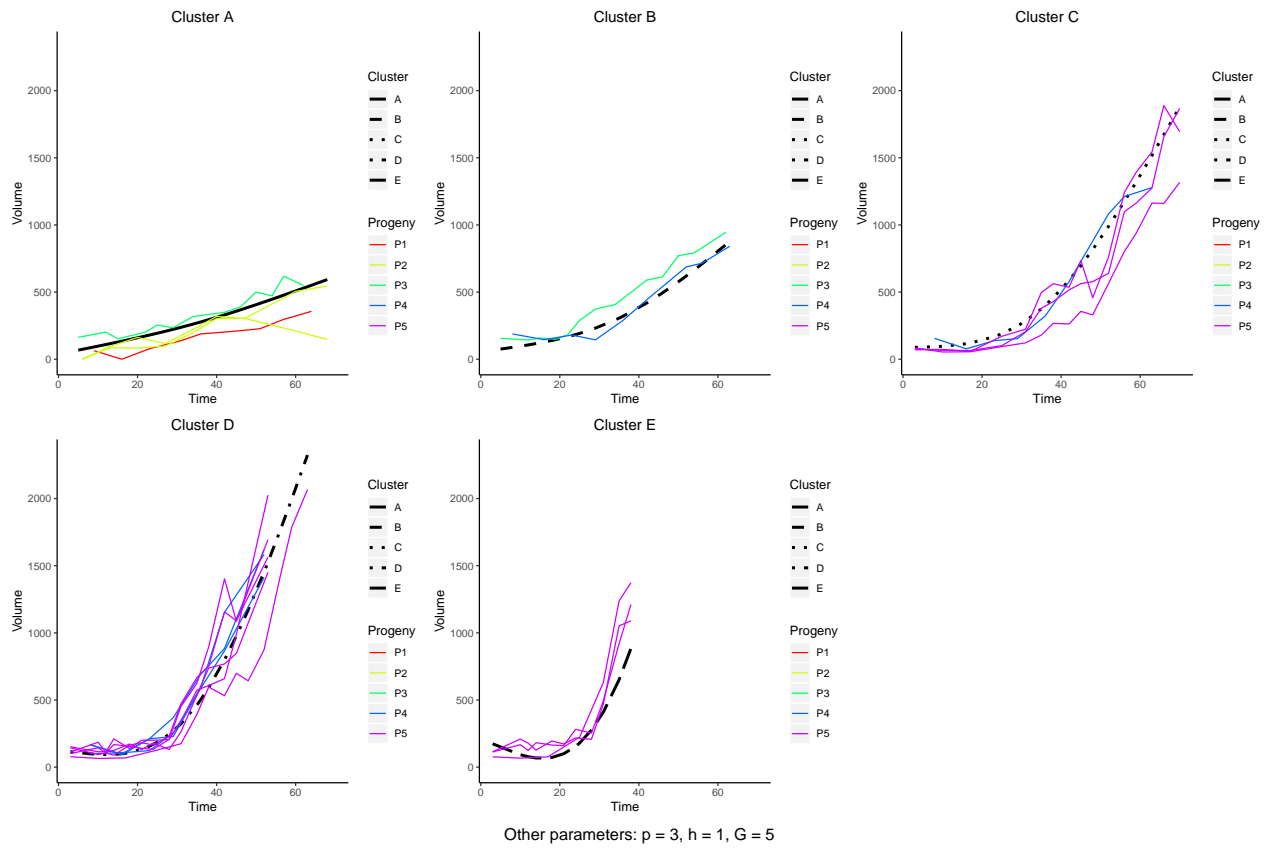 Cluster A
Volume
2000
1500
1000
500
0
0 20 40 60
Time
Cluster
A
B
C
D
E
Progeny
P1
P2
P3
P4
P5
Cluster B
Volume
2000
1500
1000
500
0
0 20 40 60
Time
Cluster
A
B
C
D
E
Progeny
P1
P2
P3
P4
P5
Cluster C
Volume
2000
1500
1000
500
0
0 20 40 60
Time
Cluster
A
B
C
D
E
Progeny
P1
P2
P3
P4
P5
Cluster D
Volume
2000
1500
1000
500
0
0 20 40 60
Time
Cluster
A
B
C
D
E
Progeny
P1
P2
P3
P4
P5
Cluster E
Volume
2000
1500
1000
500
0
0 20 40 60
Time
Cluster
A
B
C
D
E
Progeny
P1
P2
P3
P4
P5
Other parameters: p = 3, h = 1, G = 5